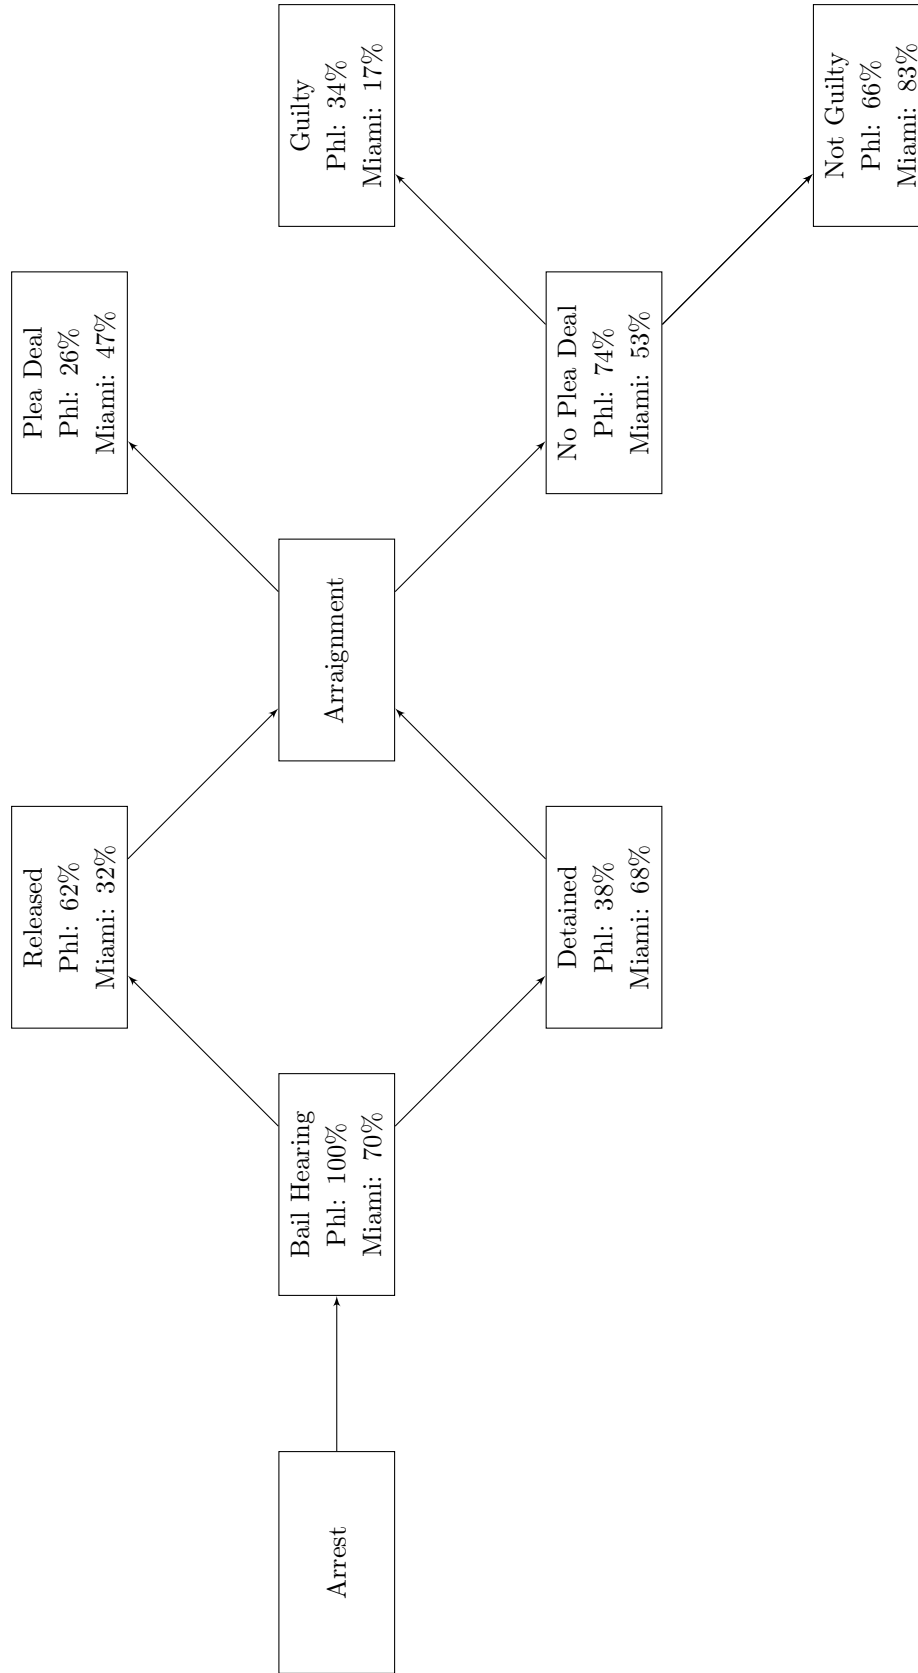 Arrest
Bail Hearing
Phl: 100%
Miami: 70%
Released
Phl: 62%
Miami: 32%
Detained
Phl: 38%
Miami: 68%
Arraignment
Plea Deal
Phl: 26%
Miami: 47%
No Plea Deal
Phl: 74%
Miami: 53%
Guilty
Phl: 34%
Miami: 17%
Not Guilty
Phl: 66%
Miami: 83%